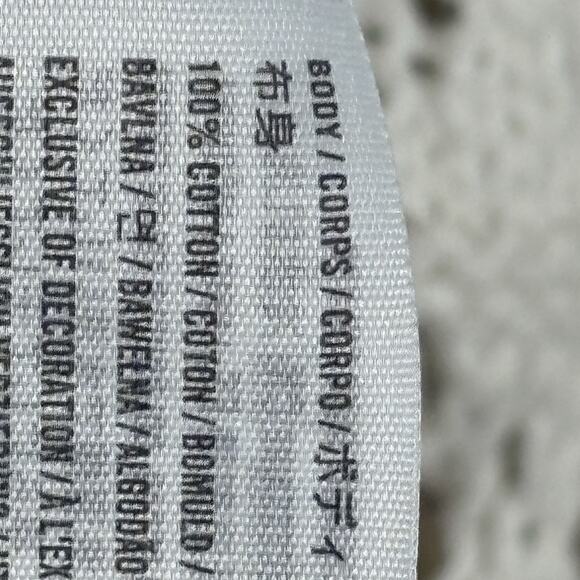 BODY / CORPS / CORPO / ボディ
布身
100% COTTON / COTON / BOMULD /
BAVLNA / 면 / BAWEŁNA / ALGODÃO
EXCLUSIVE OF DECORATION / À L'EX